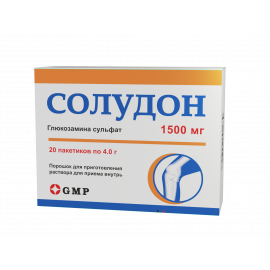 СОЛУДОН
Глюкозамина сульфат
1500 мг
20 пакетиков по 4.0 г
Порошок для приготовления
раствора для приема внутрь
GMP